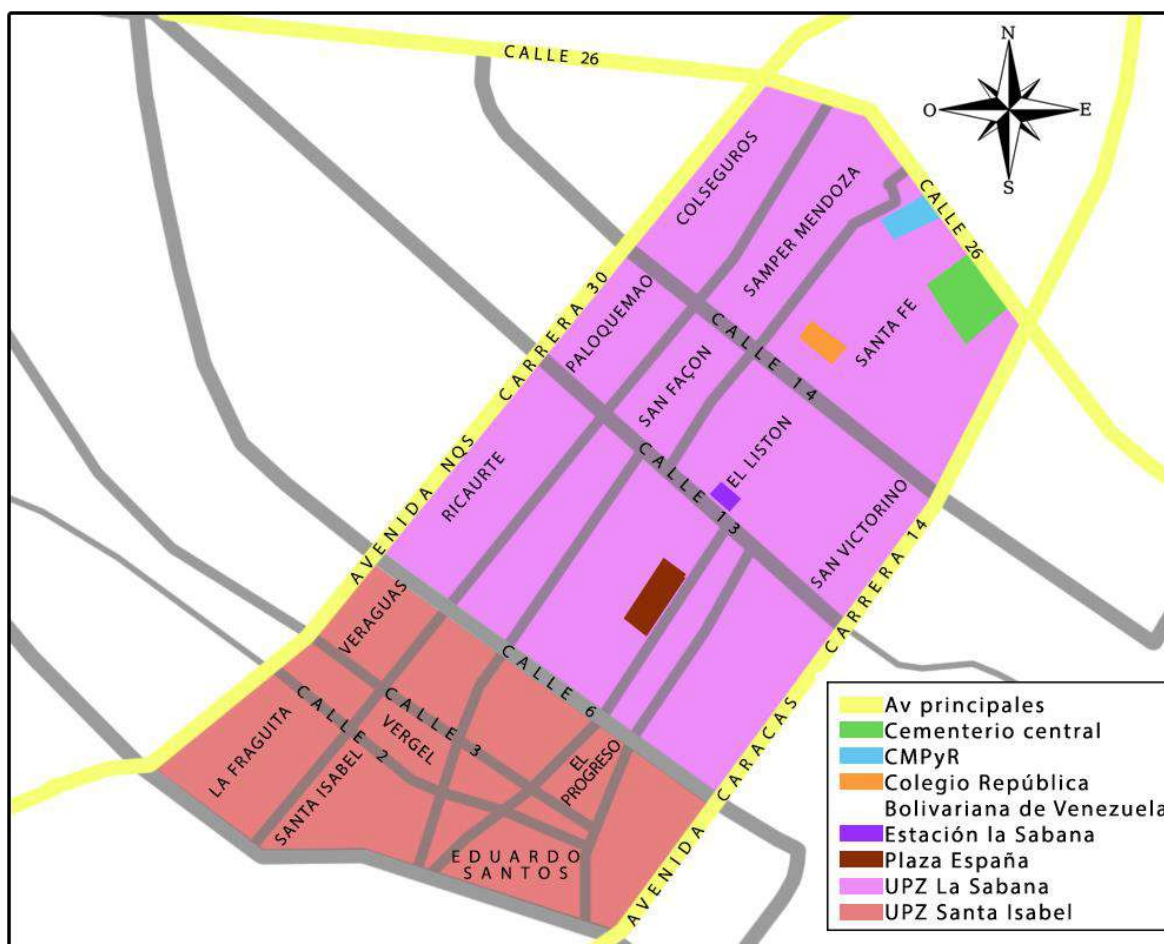 CALLE 26
N
O
E
S
COLSEGUROS
SAMPER MENDOZA
CALLE 26
AVENIDA NQS CARRERA 30
PALOQUEMAO
SANTA FE
CALLE 14
SAN FAÇON
EL LISTON
RICAURTE
CALLE 13
SAN VICTORINO
VERAGUAS
CALLE 6
AVENIDA CARACAS CARRERA 14
CALLE 3
CALLE 2
VERGEL
LA FRAGUITA
SANTA ISABEL
EL
PROGRESO
EDUARDO
SANTOS
Av principales
Cementerio central
CMPyR
Colegio República
Bolivariana de Venezuela
Estación la Sabana
Plaza España
UPZ La Sabana
UPZ Santa Isabel